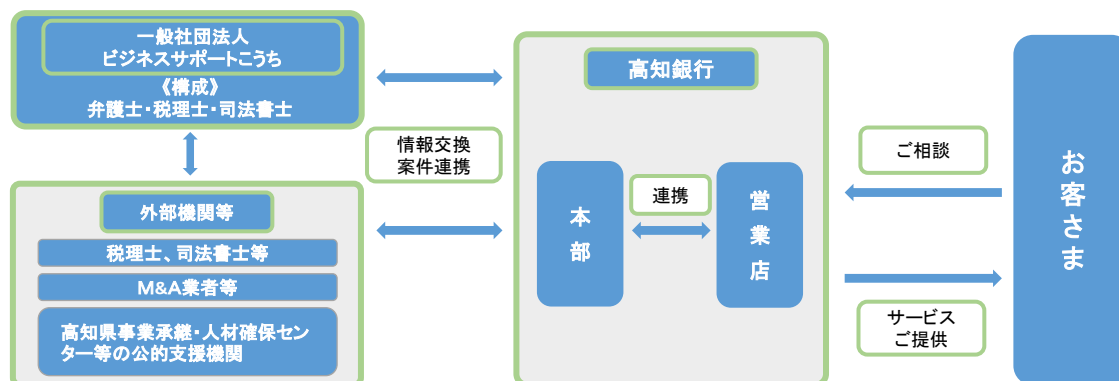 一般社団法人
ビジネスサポートこうち
《構成》
弁護士・税理士・司法書士
外部機関等
税理士、司法書士等
M&A業者等
高知県事業承継・人材確保セン
ター等の公的支援機関
情報交換
案件連携
高知銀行
本部
連携
営業店
ご相談
サービス
ご提供
お客さま